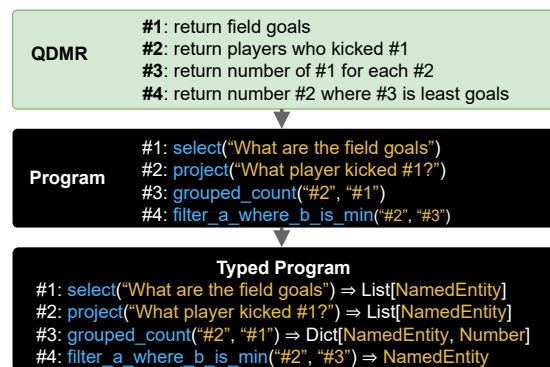 QDMR
#1: return field goals
#2: return players who kicked #1
#3: return number of #1 for each #2
#4: return number #2 where #3 is least goals
Program
#1: select(“What are the field goals”)
#2: project(“What player kicked #1?”)
#3: grouped_count(“#2”, “#1”)
#4: filter_a_where_b_is_min(“#2”, “#3”)
Typed Program
#1: select(“What are the field goals”) ⇒ List[NamedEntity]
#2: project(“What player kicked #1?”) ⇒ List[NamedEntity]
#3: grouped_count(“#2”, “#1”) ⇒ Dict[NamedEntity, Number]
#4: filter_a_where_b_is_min(“#2”, “#3”) ⇒ NamedEntity